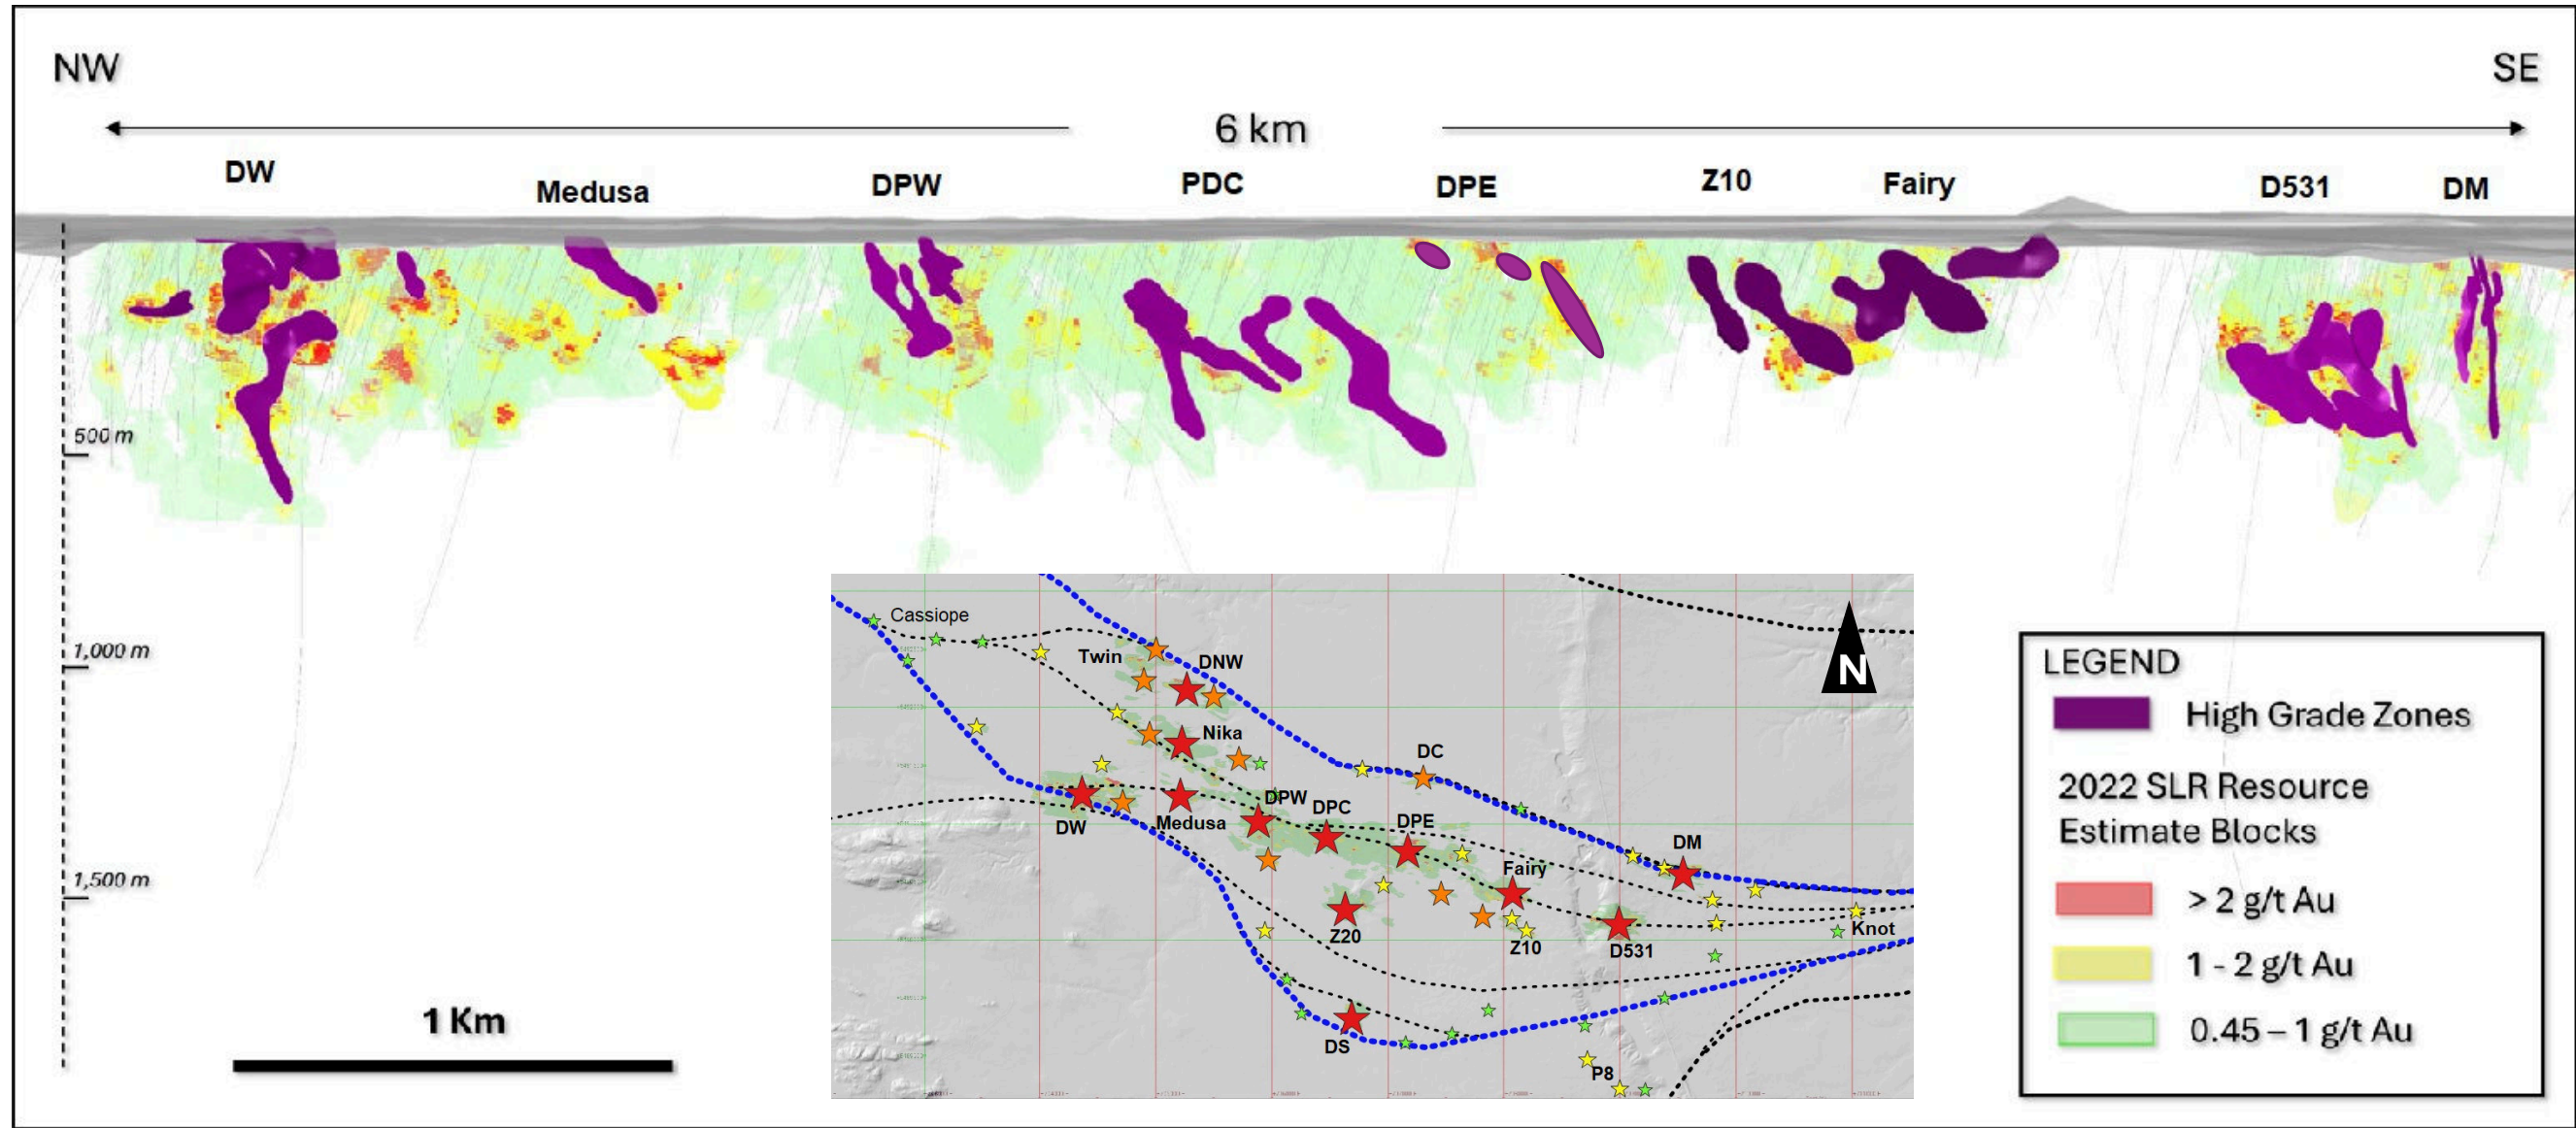 NW
SE
6 km
DW
Medusa
DPW
PDC
DPE
Z10
Fairy
D531
DM
500 m
1,000 m
1,500 m
1 Km
Cassiope
Twin
DNW
Nika
DC
DW
Medusa
DPW
DPC
DPE
DM
Fairy
Z20
Z10
D531
Knot
DS
P8
N
LEGEND
High Grade Zones
2022 SLR Resource
Estimate Blocks
> 2 g/t Au
1 - 2 g/t Au
0.45 – 1 g/t Au